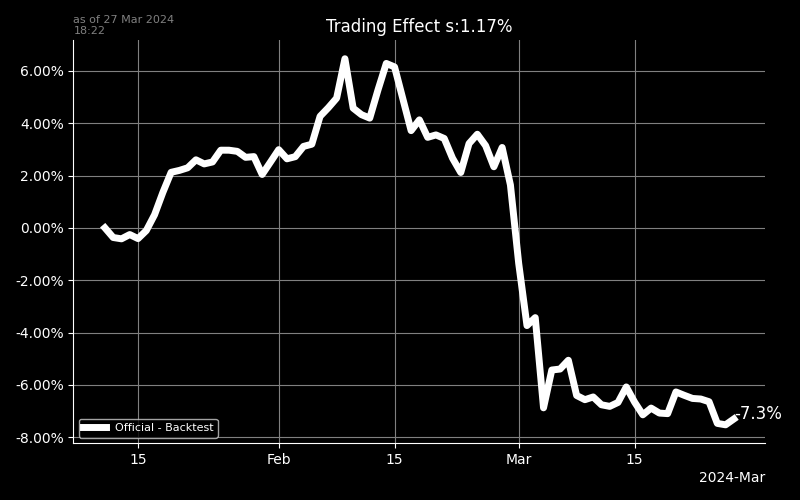 as of 27 Mar 2024
18:22
Trading Effect s:1.17%
6.00%
4.00%
2.00%
0.00%
-2.00%
-4.00%
-6.00%
-8.00%
-7.3%
Official - Backtest
15
Feb
15
Mar
15
2024-Mar